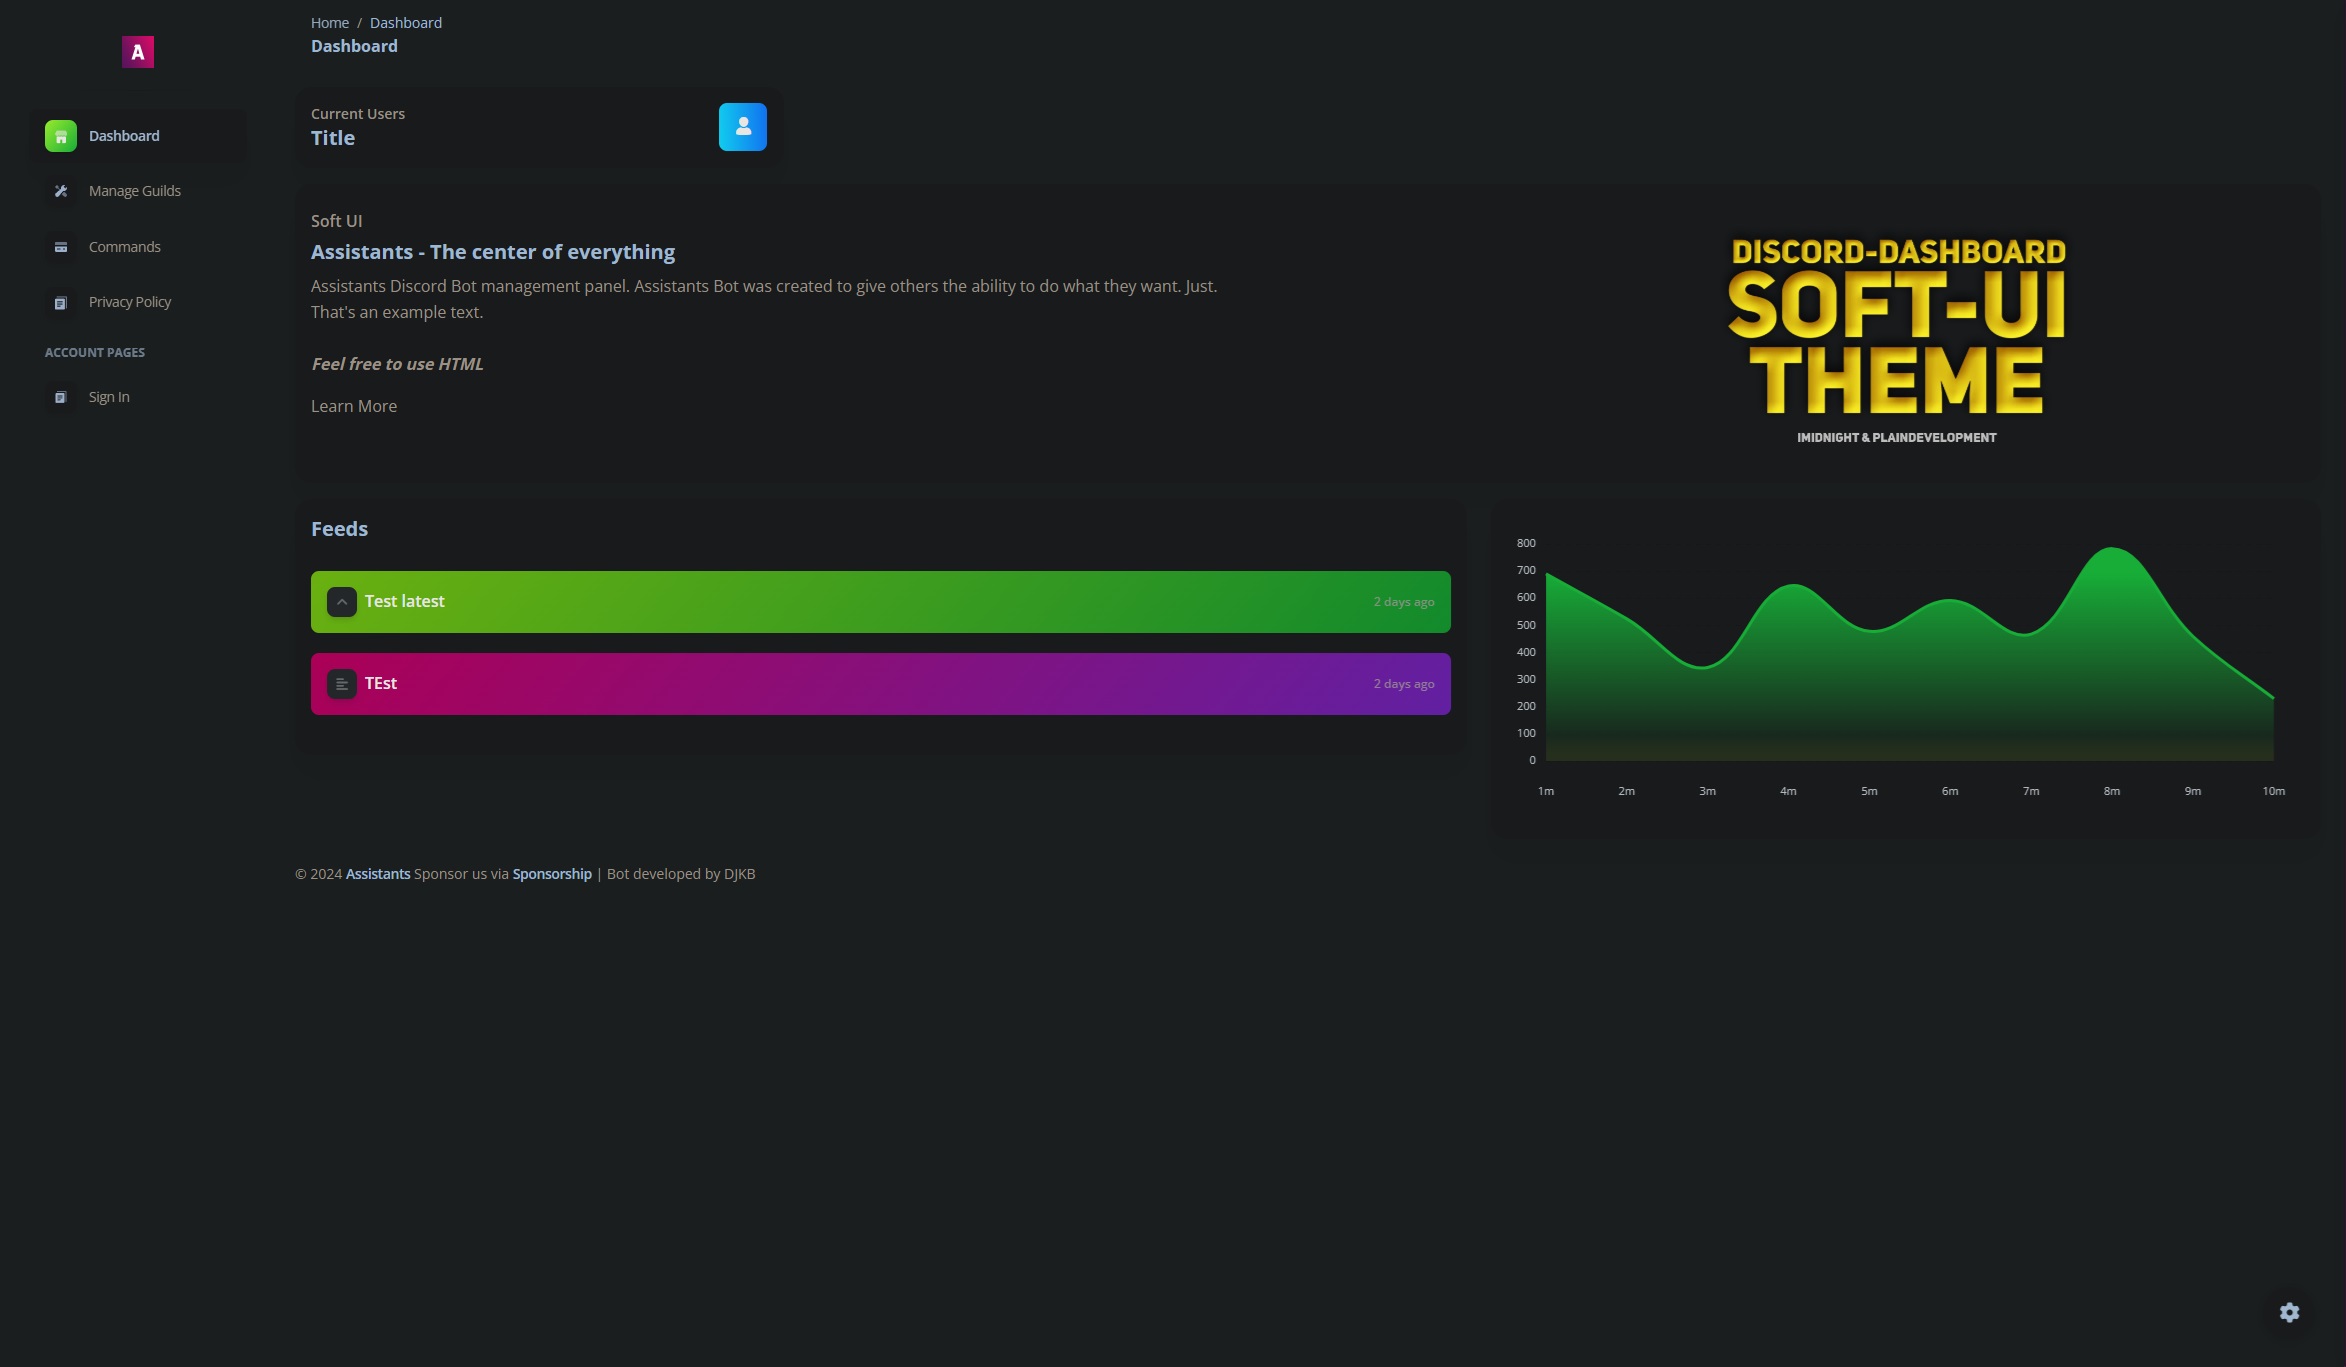 A
Dashboard
Manage Guilds
Commands
Privacy Policy
ACCOUNT PAGES
Sign In
Home / Dashboard
Dashboard
Current Users
Title
Soft UI
Assistants - The center of everything
Assistants Discord Bot management panel. Assistants Bot was created to give others the ability to do what they want. Just.
That's an example text.
Feel free to use HTML
Learn More
DISCORD-DASHBOARD
SOFT-UI
THEME
IMIDNIGHT & PLAINDEVELOPMENT
Feeds
Test latest 2 days ago
TEst 2 days ago
800
700
600
500
400
300
200
100
0
1m 2m 3m 4m 5m 6m 7m 8m 9m 10m
© 2024 Assistants Sponsor us via Sponsorship | Bot developed by DJKB